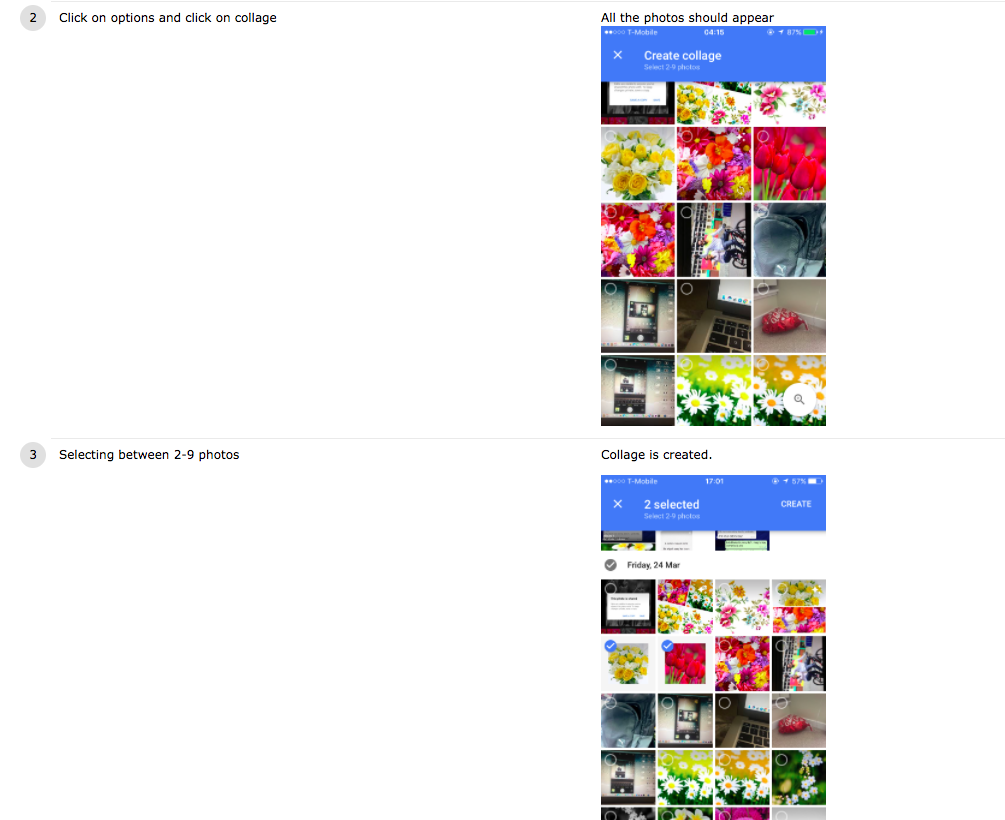 2
Click on options and click on collage
All the photos should appear
T-Mobile 04:15 87%
Create collage
Select 2-9 photos
3
Selecting between 2-9 photos
Collage is created.
T-Mobile 17:01 57%
2 selected CREATE
Select 2-9 photos
Friday, 24 Mar